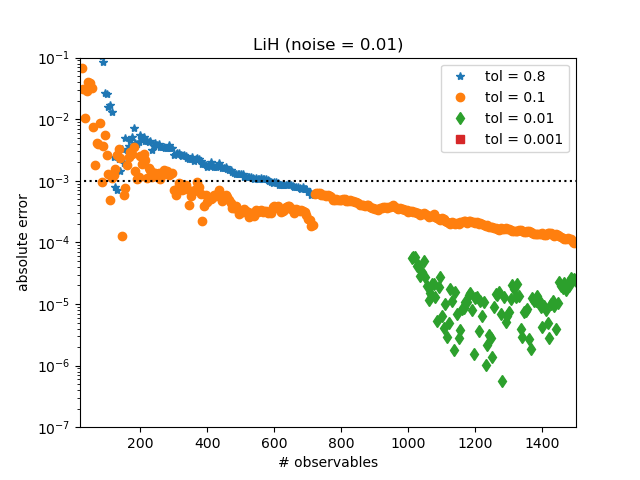 LiH (noise = 0.01)
absolute error
10⁻¹
10⁻²
10⁻³
10⁻⁴
10⁻⁵
10⁻⁶
10⁻⁷
tol = 0.8
tol = 0.1
tol = 0.01
tol = 0.001
200 400 600 800 1000 1200 1400
# observables